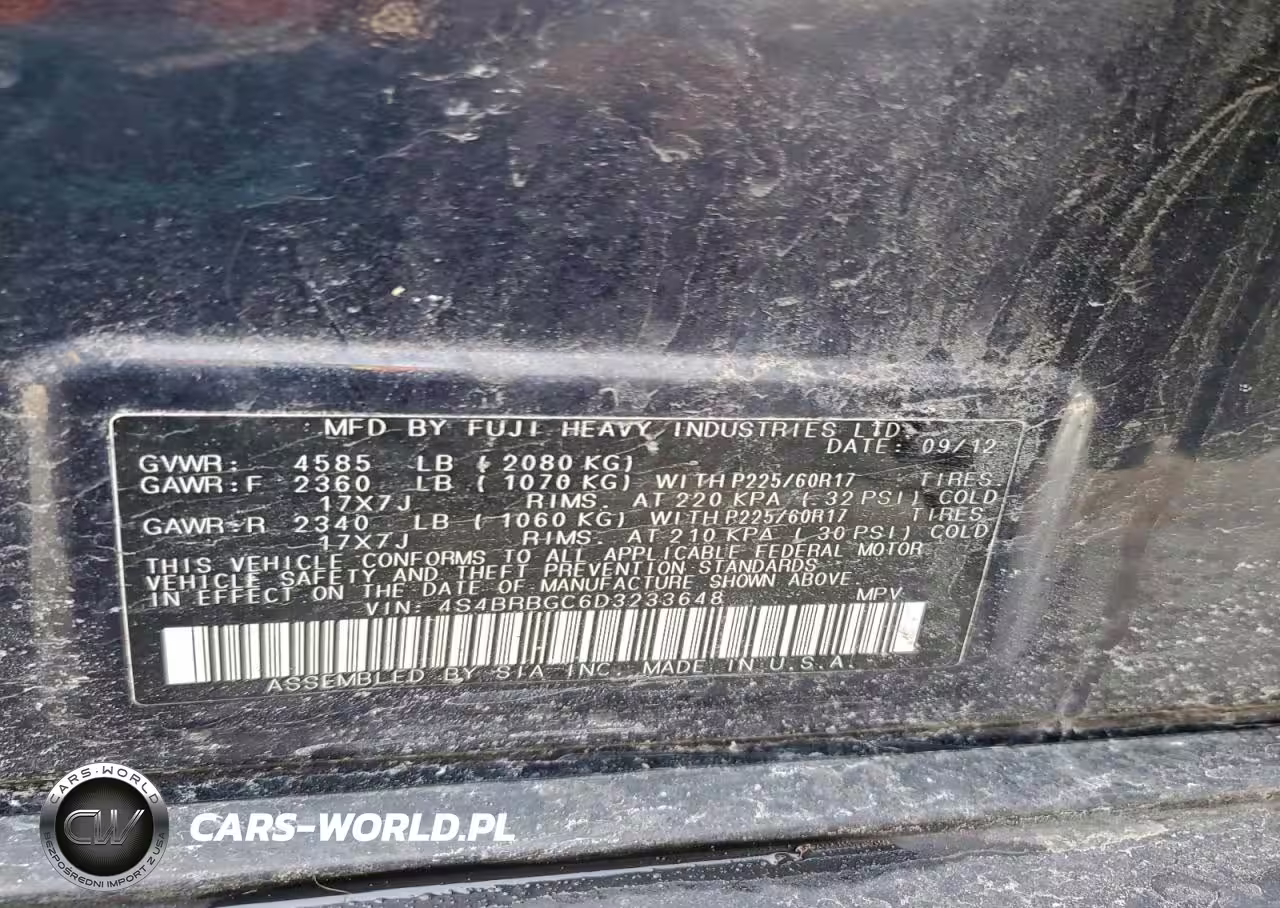 MFD BY FUJI HEAVY INDUSTRIES LTD.
DATE: 09/12
GVWR: 4585 LB ( 2080 KG)
GAWR:F 2360 LB ( 1070 KG) WITH P225/60R17 TIRES.
17X7J RIMS. AT 220 KPA ( 32 PSI) COLD
GAWR:R 2340 LB ( 1060 KG) WITH P225/60R17 TIRES.
17X7J RIMS. AT 210 KPA ( 30 PSI) COLD
THIS VEHICLE CONFORMS TO ALL APPLICABLE FEDERAL MOTOR
VEHICLE SAFETY AND THEFT PREVENTION STANDARDS
IN EFFECT ON THE DATE OF MANUFACTURE SHOWN ABOVE.
VIN: 4S4BRBGC6D3233648 MPV
ASSEMBLED BY SIA INC. MADE IN U.S.A.
CARS-WORLD
CW
BEZPOŚREDNI IMPORT Z USA
CARS-WORLD.PL